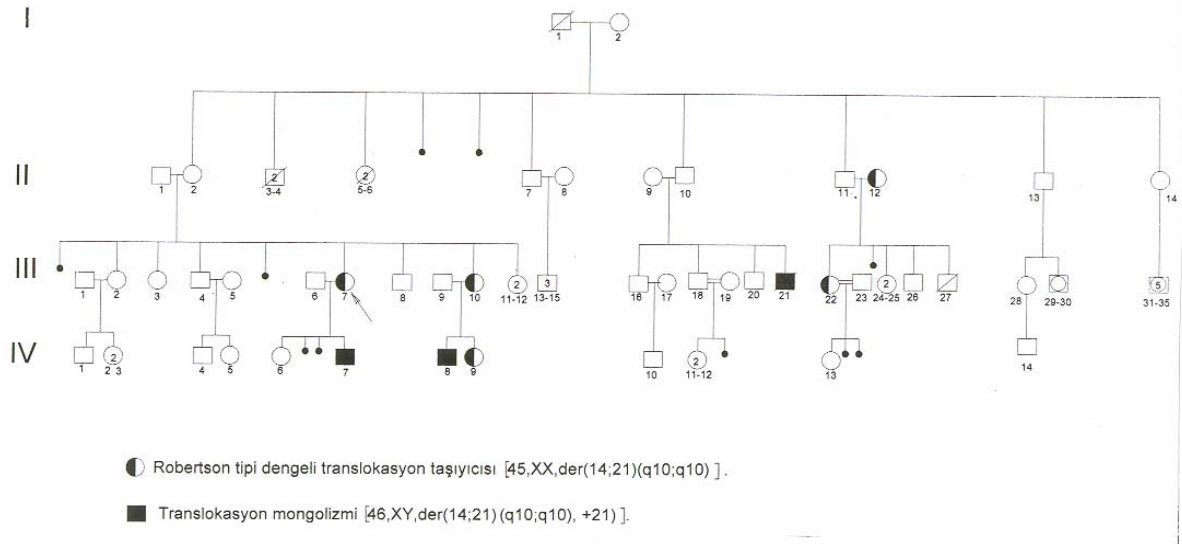 I
1 2
II
1 2 2 3-4 2 5-6 7 8 9 10 11 12 13 14
III
1 2 3 4 5 6 7 8 9 10 2 11-12 3 13-15 16 17 18 19 20 21 22 23 2 24-25 26 27 28 29-30 5 31-35
IV
1 2 2 3 4 5 6 7 8 9 10 2 11-12 13 14
Robertson tipi dengeli translokasyon taşıyıcısı [45,XX,der(14;21)(q10;q10) ] .
Translokasyon mongolizmi [46,XY,der(14;21) (q10;q10), +21) ].